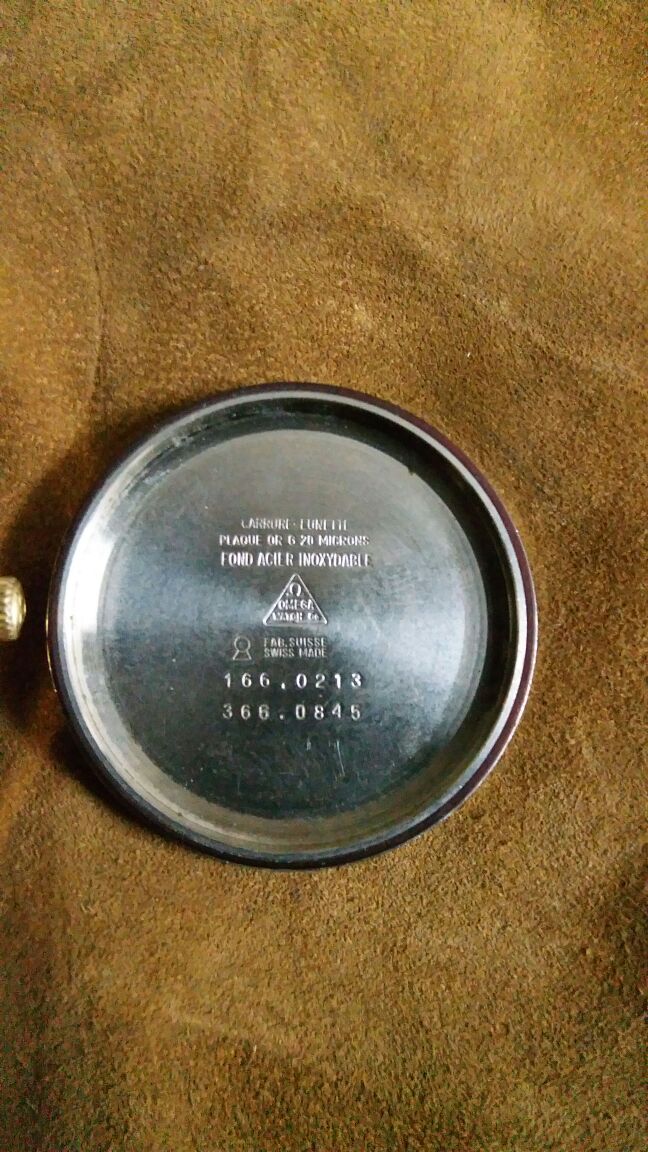 CARRURE-LUNETTE
PLAQUE OR G 20 MICRONS
FOND ACIER INOXYDABLE
Ω
OMEGA
WATCH Co
FAB.SUISSE
SWISS MADE
166.0213
366.0845